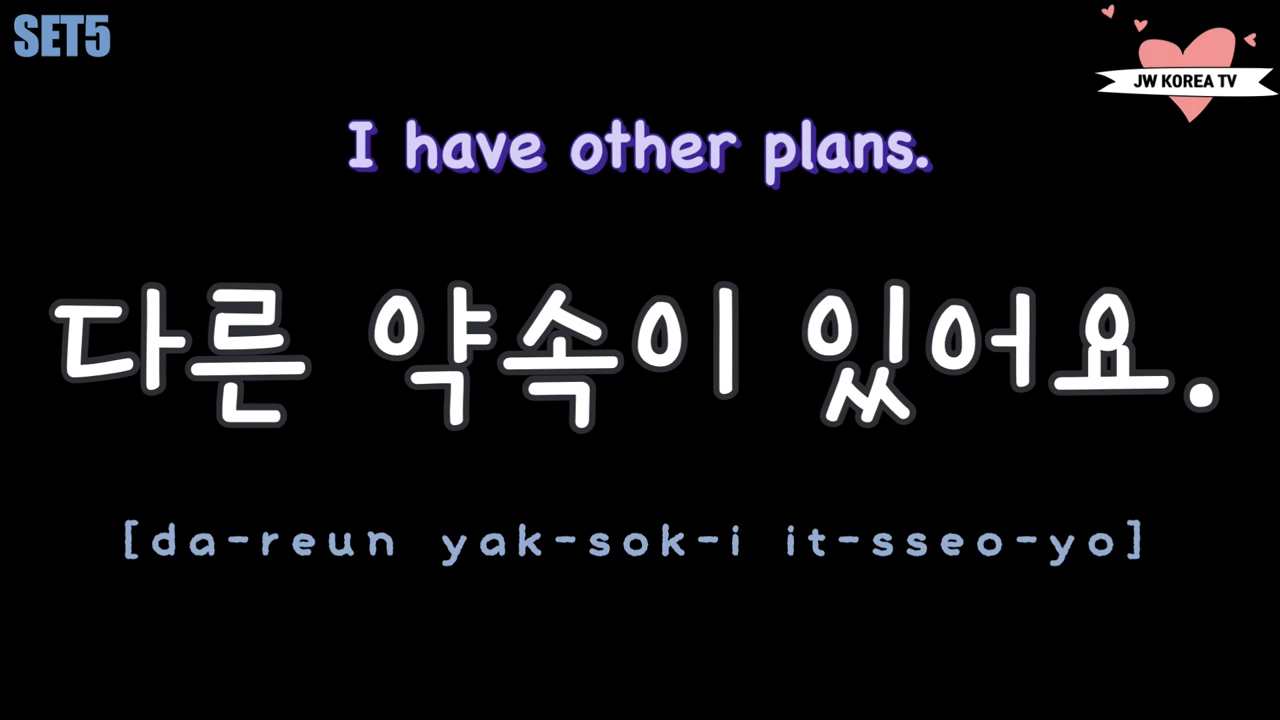 SET5
JW KOREA TV
I have other plans.
다른 약속이 있어요.
[da-reun yak-sok-i it-sseo-yo]